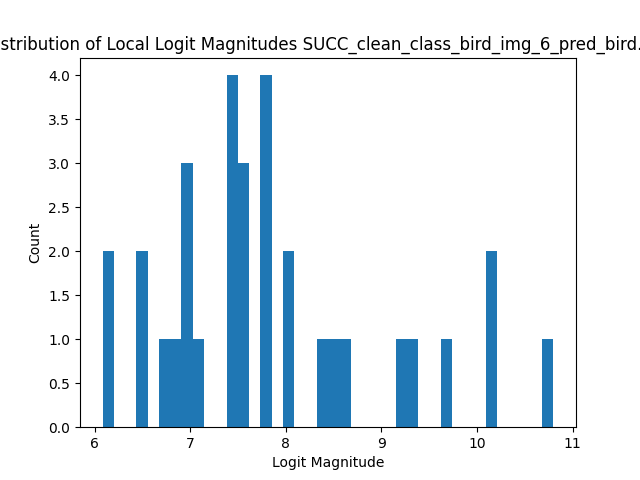 stribution of Local Logit Magnitudes SUCC_clean_class_bird_img_6_pred_bird.
4.0
3.5
3.0
2.5
2.0
1.5
1.0
0.5
0.0
Count
6 7 8 9 10 11
Logit Magnitude